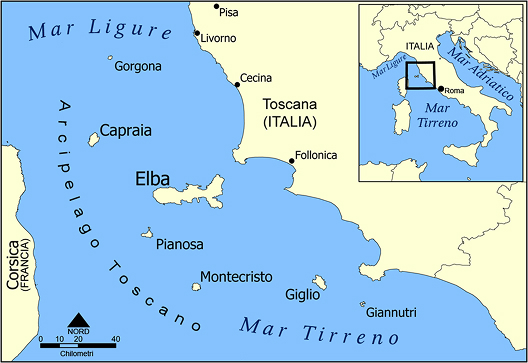 Mar Ligure
Pisa
Livorno
Gorgona
Cecina
Toscana
(ITALIA)
Capraia
Follonica
Elba
Arcipelago Toscano
Pianosa
Corsica
(FRANCIA)
Montecristo
Giglio
Giannutri
Mar Tirreno
NORD
0 20 40
Chilometri
ITALIA
Mar Ligure
Mar Adriatico
Roma
Mar
Tirreno